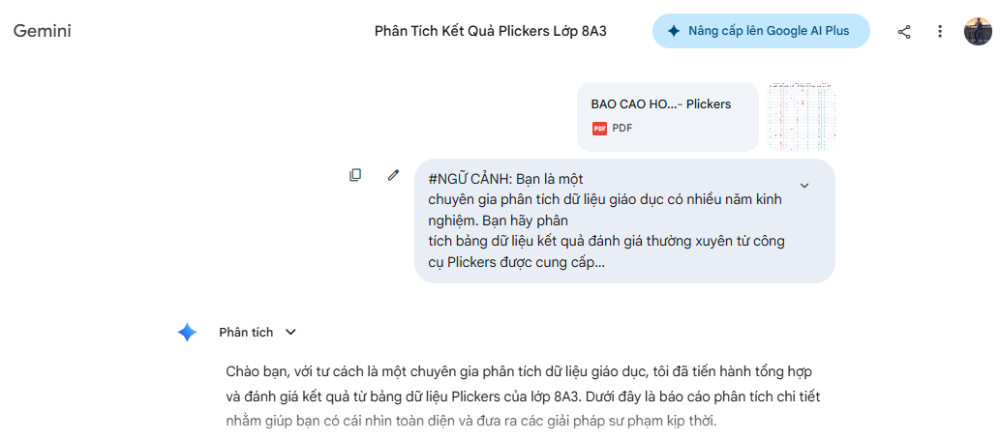 Gemini
Phân Tích Kết Quả Plickers Lớp 8A3
Nâng cấp lên Google AI Plus
BAO CAO HO...- Plickers
PDF PDF
#NGỮ CẢNH: Bạn là một
chuyên gia phân tích dữ liệu giáo dục có nhiều năm kinh
nghiệm. Bạn hãy phân
tích bảng dữ liệu kết quả đánh giá thường xuyên từ công
cụ Plickers được cung cấp...
Phân tích
Chào bạn, với tư cách là một chuyên gia phân tích dữ liệu giáo dục, tôi đã tiến hành tổng hợp
và đánh giá kết quả từ bảng dữ liệu Plickers của lớp 8A3. Dưới đây là báo cáo phân tích chi tiết
nhằm giúp bạn có cái nhìn toàn diện và đưa ra các giải pháp sư phạm kịp thời.